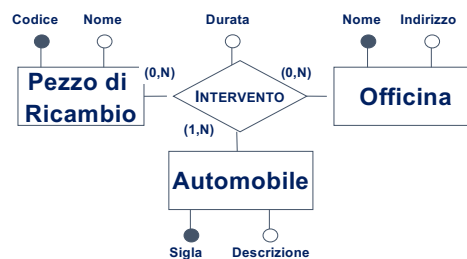 Codice Nome Durata Nome Indirizzo
(0,N) (0,N)
Pezzo di
Ricambio
INTERVENTO
Officina
(1,N)
Automobile
Sigla Descrizione